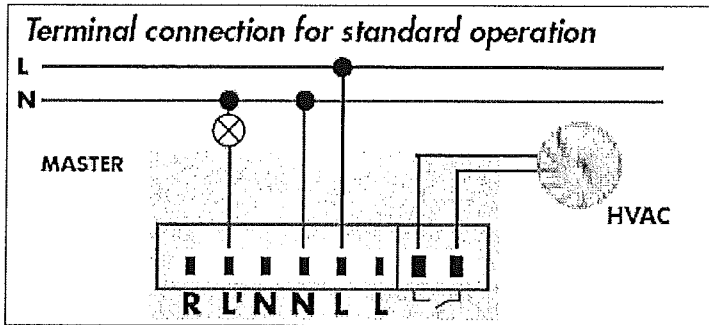 Terminal connection for standard operation
L
N
MASTER
HVAC
R L' N N L L